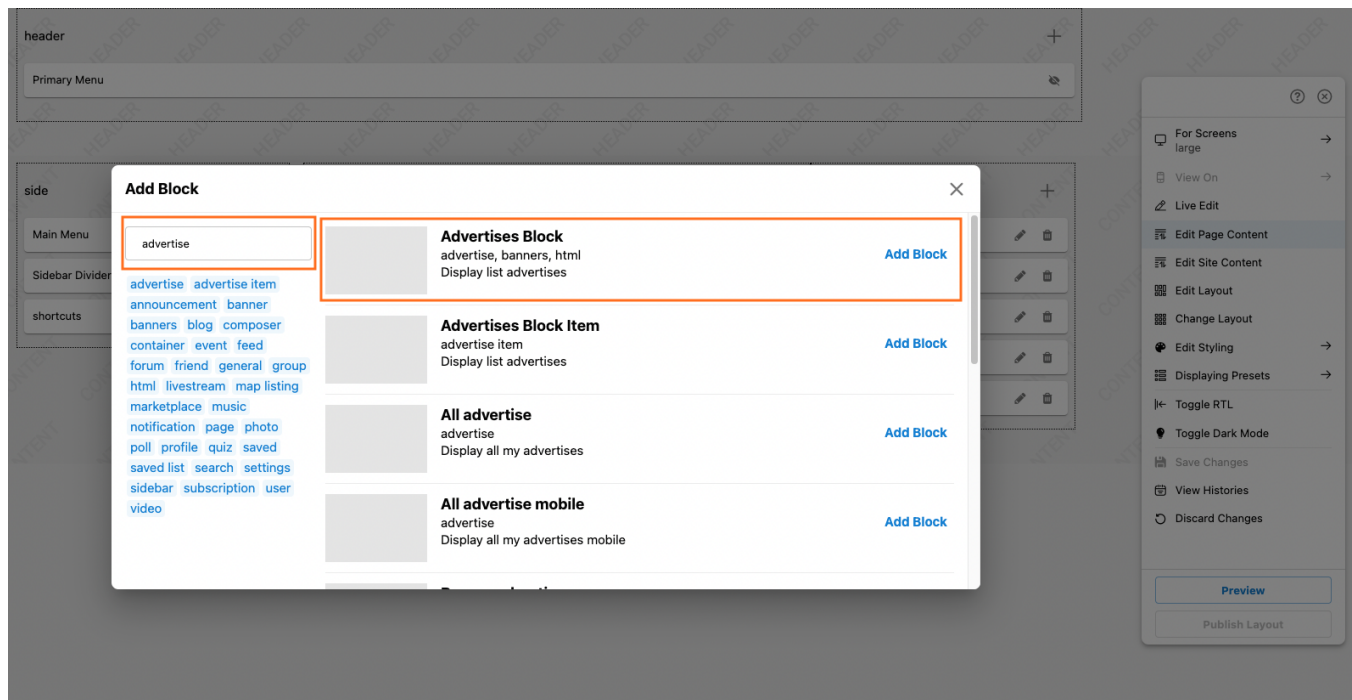 header
Primary Menu
side
Main Menu
Sidebar Divider
shortcuts
Add Block
advertise
advertise advertise item
announcement banner
banners blog composer
container event feed
forum friend general group
html livestream map listing
marketplace music
notification page photo
poll profile quiz saved
saved list search settings
sidebar subscription user
video
Advertises Block
advertise, banners, html
Display list advertises
Add Block
Advertises Block Item
advertise item
Display list advertises
Add Block
All advertise
advertise
Display all my advertises
Add Block
All advertise mobile
advertise
Display all my advertises mobile
Add Block
For Screens
large
View On
Live Edit
Edit Page Content
Edit Site Content
Edit Layout
Change Layout
Edit Styling
Displaying Presets
Toggle RTL
Toggle Dark Mode
Save Changes
View Histories
Discard Changes
Preview
Publish Layout